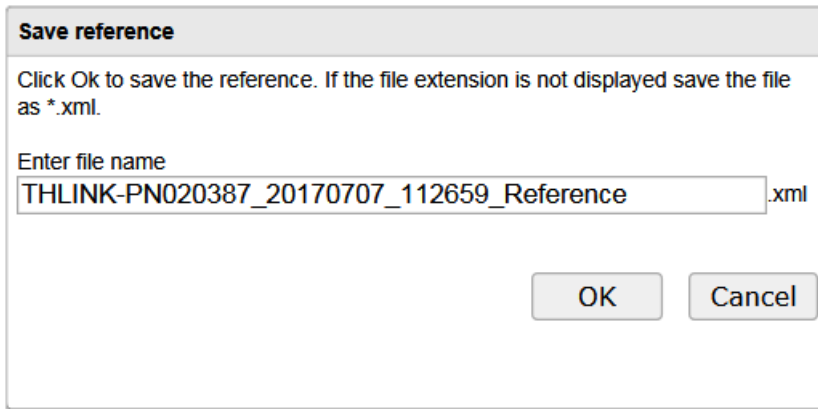 Save reference
Click Ok to save the reference. If the file extension is not displayed save the file
as *.xml.
Enter file name
THLINK-PN020387_20170707_112659_Reference .xml
OK Cancel